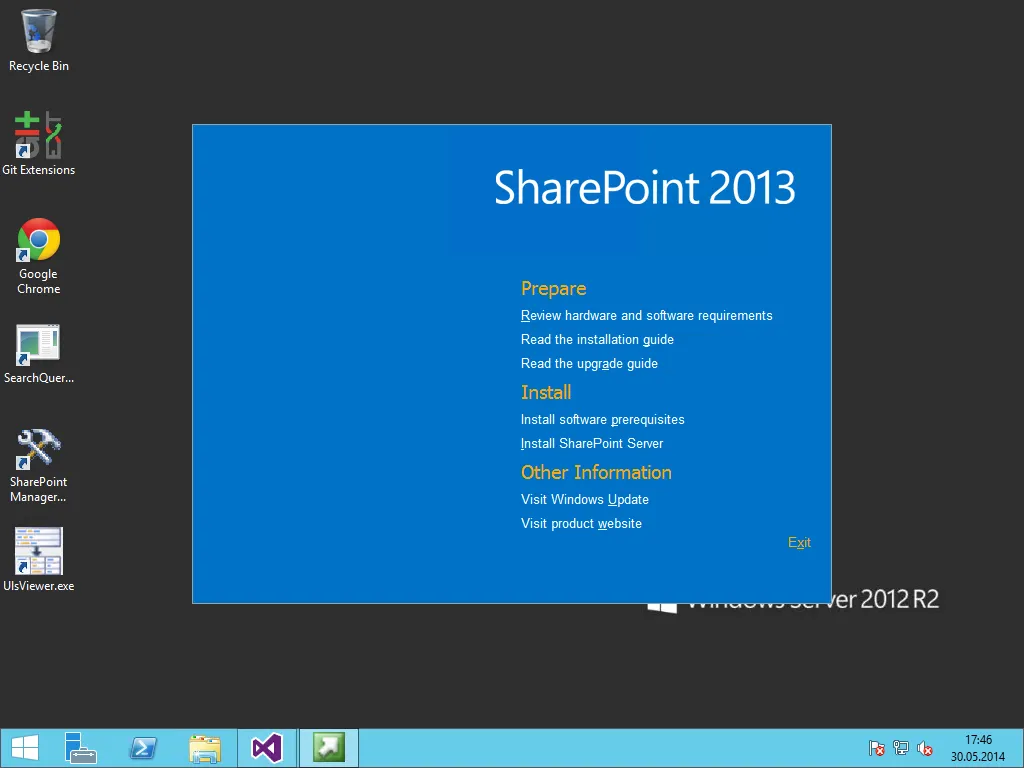 Recycle Bin
Git Extensions
Google
Chrome
SearchQuer...
SharePoint
Manager...
UlsViewer.exe
SharePoint 2013
Prepare
Review hardware and software requirements
Read the installation guide
Read the upgrade guide
Install
Install software prerequisites
Install SharePoint Server
Other Information
Visit Windows Update
Visit product website
Exit
Windows Server 2012 R2
17:46
30.05.2014